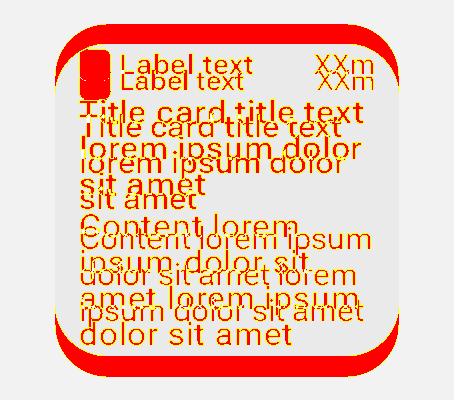 Label text XXm
Label text XXm
Title card title text
Title card title text
lorem ipsum dolor
lorem ipsum dolor
sit amet
sit amet
Content lorem
Content lorem ipsum
ipsum dolor sit
dolor sit amet lorem
amet lorem ipsum
ipsum dolor sit amet
dolor sit amet